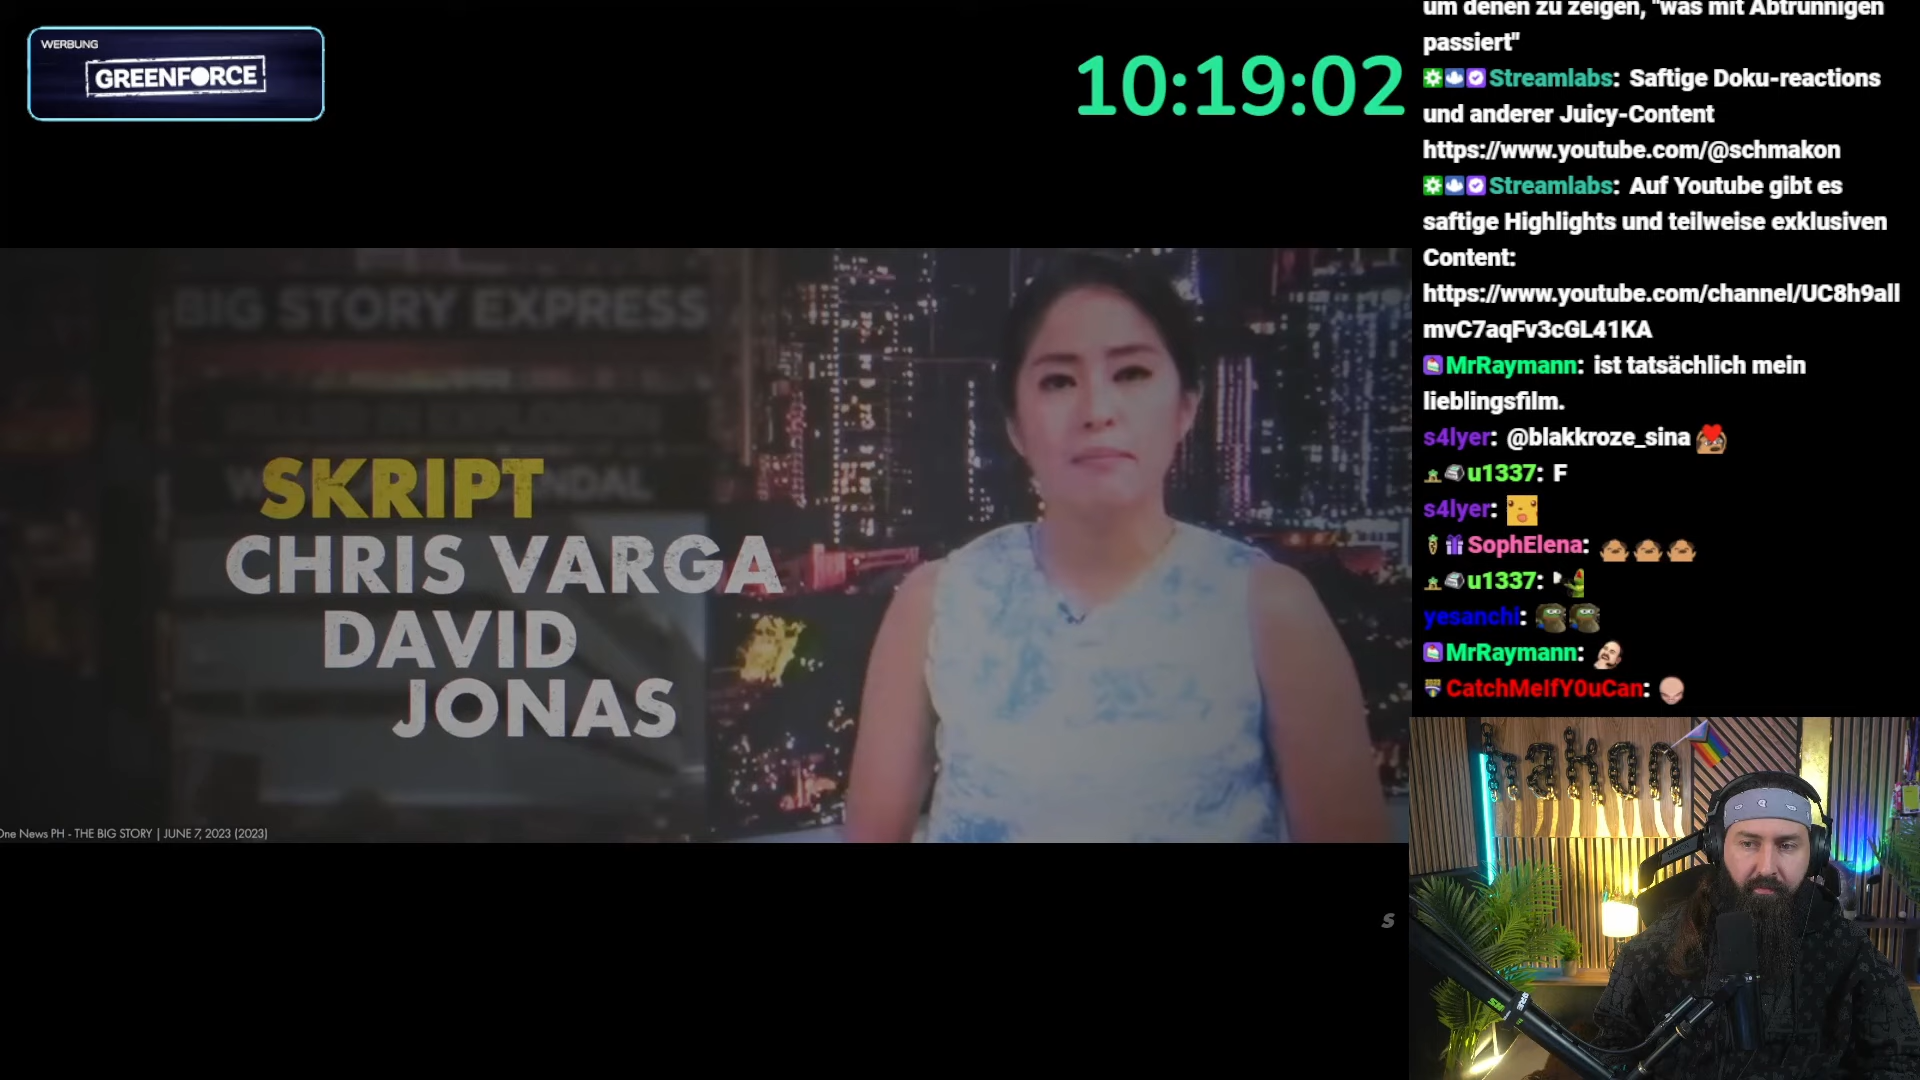 WERBUNG
GREENFORCE
10:19:02
BIG STORY EXPRESS
SKRIPT
CHRIS VARGA
DAVID
JONAS
One News PH - THE BIG STORY | JUNE 7, 2023 (2023)
S
um denen zu zeigen, "was mit Abtrünnigen
passiert"
Streamlabs: Saftige Doku-reactions
und anderer Juicy-Content
https://www.youtube.com/@schmakon
Streamlabs: Auf Youtube gibt es
saftige Highlights und teilweise exklusiven
Content:
https://www.youtube.com/channel/UC8h9all
mvC7aqFv3cGL41KA
MrRaymann: ist tatsächlich mein
lieblingsfilm.
s4lyer: @blakkroze_sina
u1337: F
s4lyer:
SophElena:
u1337:
yesanchl:
MrRaymann:
CatchMeIfY0uCan:
hakon